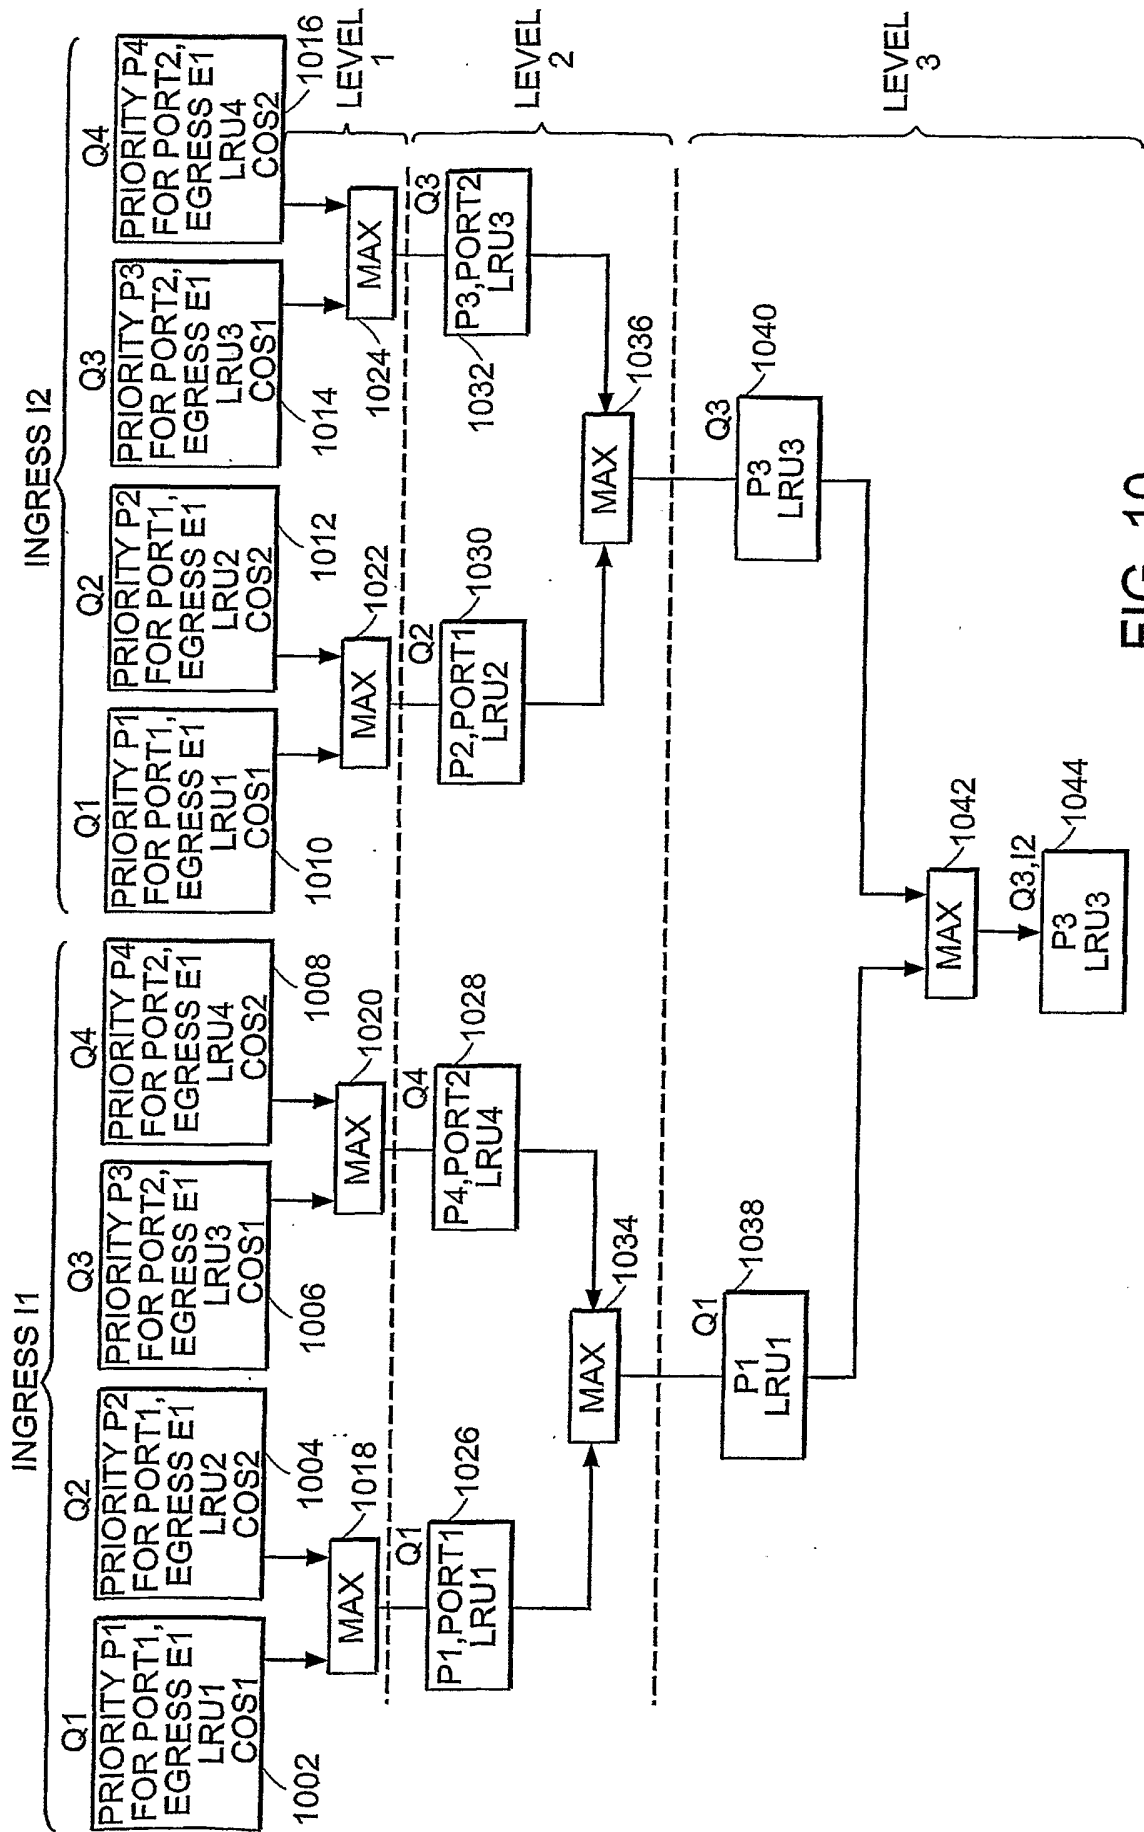 INGRESS I1
INGRESS I2
Q1
Q2
Q3
Q4
Q1
Q2
Q3
Q4
PRIORITY P1
FOR PORT1,
EGRESS E1
LRU1
COS1
1002
PRIORITY P2
FOR PORT1,
EGRESS E1
LRU2
COS2
1004
PRIORITY P3
FOR PORT2,
EGRESS E1
LRU3
COS1
1006
PRIORITY P4
FOR PORT2,
EGRESS E1
LRU4
COS2
1008
PRIORITY P1
FOR PORT1,
EGRESS E1
LRU1
COS1
1010
PRIORITY P2
FOR PORT1,
EGRESS E1
LRU2
COS2
1012
PRIORITY P3
FOR PORT2,
EGRESS E1
LRU3
COS1
1014
PRIORITY P4
FOR PORT2,
EGRESS E1
LRU4
COS2
1016
MAX
1018
MAX
1020
MAX
1022
MAX
1024
LEVEL
1
Q1
P1,PORT1
LRU1
1026
Q4
P4,PORT2
LRU4
1028
Q2
P2,PORT1
LRU2
1030
Q3
P3,PORT2
LRU3
1032
MAX
1034
MAX
1036
LEVEL
2
Q1
P1
LRU1
1038
Q3
P3
LRU3
1040
MAX
1042
Q3,I2
P3
LRU3
1044
LEVEL
3
FIG. 10